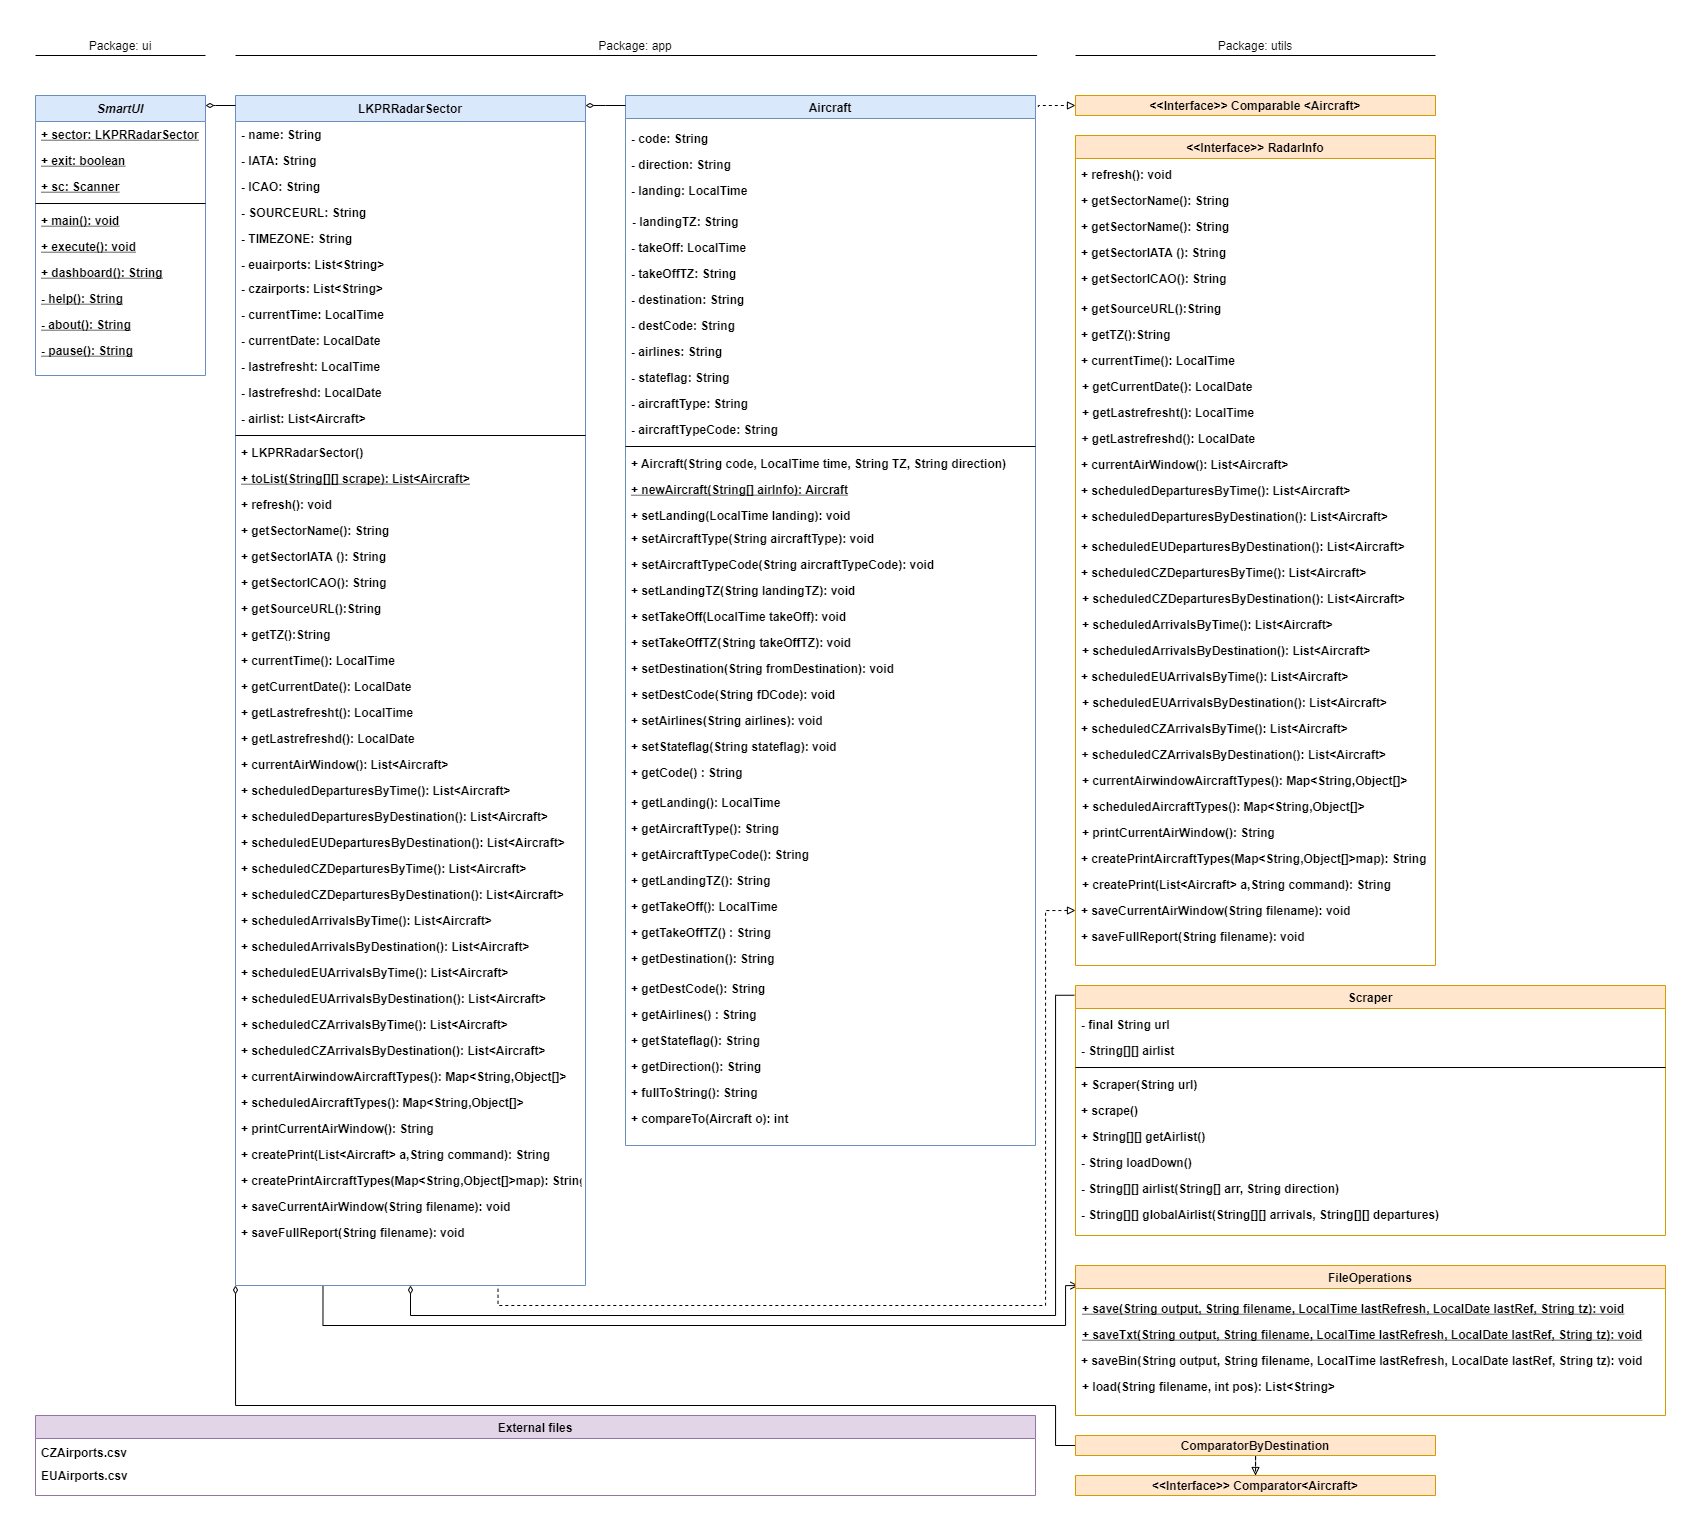 Package: ui
Package: app
Package: utils
SmartUI
+ sector: LKPRRadarSector
+ exit: boolean
+ sc: Scanner
+ main(): void
+ execute(): void
+ dashboard(): String
- help(): String
- about(): String
- pause(): String
LKPRRadarSector
- name: String
- IATA: String
- ICAO: String
- SOURCEURL: String
- TIMEZONE: String
- euairports: List<String>
- czairports: List<String>
- currentTime: LocalTime
- currentDate: LocalDate
- lastrefresht: LocalTime
- lastrefreshd: LocalDate
- airlist: List<Aircraft>
+ LKPRRadarSector()
+ toList(String[][] scrape): List<Aircraft>
+ refresh(): void
+ getSectorName(): String
+ getSectorIATA (): String
+ getSectorICAO(): String
+ getSourceURL():String
+ getTZ():String
+ currentTime(): LocalTime
+ getCurrentDate(): LocalDate
+ getLastrefresht(): LocalTime
+ getLastrefreshd(): LocalDate
+ currentAirWindow(): List<Aircraft>
+ scheduledDeparturesByTime(): List<Aircraft>
+ scheduledDeparturesByDestination(): List<Aircraft>
+ scheduledEUDeparturesByDestination(): List<Aircraft>
+ scheduledCZDeparturesByTime(): List<Aircraft>
+ scheduledCZDeparturesByDestination(): List<Aircraft>
+ scheduledArrivalsByTime(): List<Aircraft>
+ scheduledArrivalsByDestination(): List<Aircraft>
+ scheduledEUArrivalsByTime(): List<Aircraft>
+ scheduledEUArrivalsByDestination(): List<Aircraft>
+ scheduledCZArrivalsByTime(): List<Aircraft>
+ scheduledCZArrivalsByDestination(): List<Aircraft>
+ currentAirwindowAircraftTypes(): Map<String,Object[]>
+ scheduledAircraftTypes(): Map<String,Object[]>
+ printCurrentAirWindow(): String
+ createPrint(List<Aircraft> a,String command): String
+ createPrintAircraftTypes(Map<String,Object[]>map): String
+ saveCurrentAirWindow(String filename): void
+ saveFullReport(String filename): void
Aircraft
- code: String
- direction: String
- landing: LocalTime
- landingTZ: String
- takeOff: LocalTime
- takeOffTZ: String
- destination: String
- destCode: String
- airlines: String
- stateflag: String
- aircraftType: String
- aircraftTypeCode: String
+ Aircraft(String code, LocalTime time, String TZ, String direction)
+ newAircraft(String[] airInfo): Aircraft
+ setLanding(LocalTime landing): void
+ setAircraftType(String aircraftType): void
+ setAircraftTypeCode(String aircraftTypeCode): void
+ setLandingTZ(String landingTZ): void
+ setTakeOff(LocalTime takeOff): void
+ setTakeOffTZ(String takeOffTZ): void
+ setDestination(String fromDestination): void
+ setDestCode(String fDCode): void
+ setAirlines(String airlines): void
+ setStateflag(String stateflag): void
+ getCode() : String
+ getLanding(): LocalTime
+ getAircraftType(): String
+ getAircraftTypeCode(): String
+ getLandingTZ(): String
+ getTakeOff(): LocalTime
+ getTakeOffTZ() : String
+ getDestination(): String
+ getDestCode(): String
+ getAirlines() : String
+ getStateflag(): String
+ getDirection(): String
+ fullToString(): String
+ compareTo(Aircraft o): int
<<Interface>> Comparable <Aircraft>
<<Interface>> RadarInfo
+ refresh(): void
+ getSectorName(): String
+ getSectorName(): String
+ getSectorIATA (): String
+ getSectorICAO(): String
+ getSourceURL():String
+ getTZ():String
+ currentTime(): LocalTime
+ getCurrentDate(): LocalDate
+ getLastrefresht(): LocalTime
+ getLastrefreshd(): LocalDate
+ currentAirWindow(): List<Aircraft>
+ scheduledDeparturesByTime(): List<Aircraft>
+ scheduledDeparturesByDestination(): List<Aircraft>
+ scheduledEUDeparturesByDestination(): List<Aircraft>
+ scheduledCZDeparturesByTime(): List<Aircraft>
+ scheduledCZDeparturesByDestination(): List<Aircraft>
+ scheduledArrivalsByTime(): List<Aircraft>
+ scheduledArrivalsByDestination(): List<Aircraft>
+ scheduledEUArrivalsByTime(): List<Aircraft>
+ scheduledEUArrivalsByDestination(): List<Aircraft>
+ scheduledCZArrivalsByTime(): List<Aircraft>
+ scheduledCZArrivalsByDestination(): List<Aircraft>
+ currentAirwindowAircraftTypes(): Map<String,Object[]>
+ scheduledAircraftTypes(): Map<String,Object[]>
+ printCurrentAirWindow(): String
+ createPrintAircraftTypes(Map<String,Object[]>map): String
+ createPrint(List<Aircraft> a,String command): String
+ saveCurrentAirWindow(String filename): void
+ saveFullReport(String filename): void
Scraper
- final String url
- String[][] airlist
+ Scraper(String url)
+ scrape()
+ String[][] getAirlist()
- String loadDown()
- String[][] airlist(String[] arr, String direction)
- String[][] globalAirlist(String[][] arrivals, String[][] departures)
FileOperations
+ save(String output, String filename, LocalTime lastRefresh, LocalDate lastRef, String tz): void
+ saveTxt(String output, String filename, LocalTime lastRefresh, LocalDate lastRef, String tz): void
+ saveBin(String output, String filename, LocalTime lastRefresh, LocalDate lastRef, String tz): void
+ load(String filename, int pos): List<String>
ComparatorByDestination
<<Interface>> Comparator<Aircraft>
External files
CZAirports.csv
EUAirports.csv